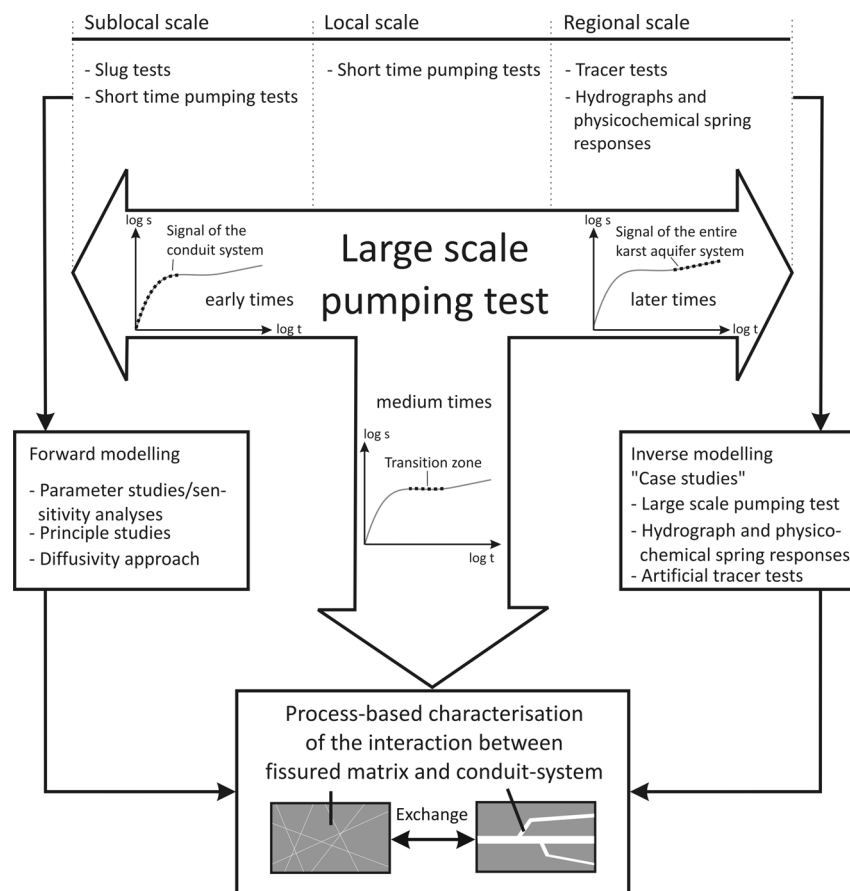 Sublocal scale
Local scale
Regional scale
- Slug tests
- Short time pumping tests
- Short time pumping tests
- Tracer tests
- Hydrographs and
physicochemical spring
responses
log s
Signal of the
conduit system
early times
log t
Large scale
pumping test
log s
Signal of the entire
karst aquifer system
later times
log t
medium times
log s
Transition zone
log t
Forward modelling
- Parameter studies/sen-
sitivity analyses
- Principle studies
- Diffusivity approach
Inverse modelling
"Case studies"
- Large scale pumping test
- Hydrograph and physico-
chemical spring responses
- Artificial tracer tests
Process-based characterisation
of the interaction between
fissured matrix and conduit-system
Exchange